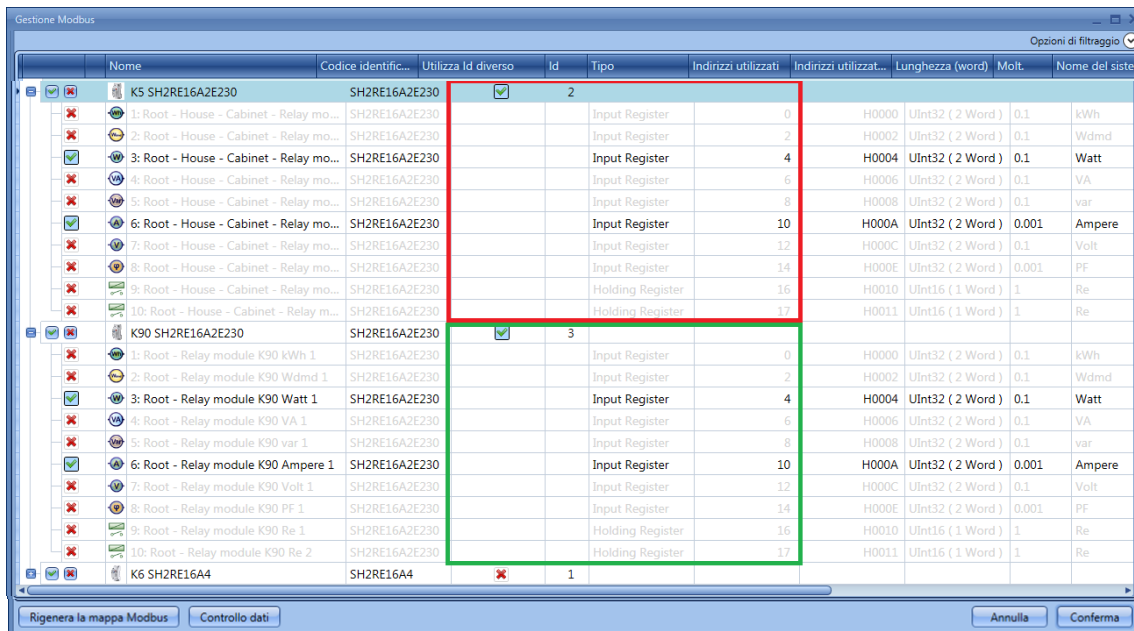 Gestione Modbus
Opzioni di filtraggio
Nome Codice identific... Utilizza Id diverso Id Tipo Indirizzi utilizzati Indirizzi utilizzat... Lunghezza (word) Molt. Nome del siste
K5 SH2RE16A2E230 SH2RE16A2E230 2
1: Root - House - Cabinet - Relay mo... SH2RE16A2E230 Input Register 0 H0000 UInt32 ( 2 Word ) 0.1 kWh
2: Root - House - Cabinet - Relay mo... SH2RE16A2E230 Input Register 2 H0002 UInt32 ( 2 Word ) 0.1 Wdmd
3: Root - House - Cabinet - Relay mo... SH2RE16A2E230 Input Register 4 H0004 UInt32 ( 2 Word ) 0.1 Watt
4: Root - House - Cabinet - Relay mo... SH2RE16A2E230 Input Register 6 H0006 UInt32 ( 2 Word ) 0.1 VA
5: Root - House - Cabinet - Relay mo... SH2RE16A2E230 Input Register 8 H0008 UInt32 ( 2 Word ) 0.1 var
6: Root - House - Cabinet - Relay mo... SH2RE16A2E230 Input Register 10 H000A UInt32 ( 2 Word ) 0.001 Ampere
7: Root - House - Cabinet - Relay mo... SH2RE16A2E230 Input Register 12 H000C UInt32 ( 2 Word ) 0.1 Volt
8: Root - House - Cabinet - Relay mo... SH2RE16A2E230 Input Register 14 H000E UInt32 ( 2 Word ) 0.001 PF
9: Root - House - Cabinet - Relay mo... SH2RE16A2E230 Holding Register 16 H0010 UInt16 ( 1 Word ) 1 Re
10: Root - House - Cabinet - Relay m... SH2RE16A2E230 Holding Register 17 H0011 UInt16 ( 1 Word ) 1 Re
K90 SH2RE16A2E230 SH2RE16A2E230 3
1: Root - Relay module K90 kWh 1 SH2RE16A2E230 Input Register 0 H0000 UInt32 ( 2 Word ) 0.1 kWh
2: Root - Relay module K90 Wdmd 1 SH2RE16A2E230 Input Register 2 H0002 UInt32 ( 2 Word ) 0.1 Wdmd
3: Root - Relay module K90 Watt 1 SH2RE16A2E230 Input Register 4 H0004 UInt32 ( 2 Word ) 0.1 Watt
4: Root - Relay module K90 VA 1 SH2RE16A2E230 Input Register 6 H0006 UInt32 ( 2 Word ) 0.1 VA
5: Root - Relay module K90 var 1 SH2RE16A2E230 Input Register 8 H0008 UInt32 ( 2 Word ) 0.1 var
6: Root - Relay module K90 Ampere 1 SH2RE16A2E230 Input Register 10 H000A UInt32 ( 2 Word ) 0.001 Ampere
7: Root - Relay module K90 Volt 1 SH2RE16A2E230 Input Register 12 H000C UInt32 ( 2 Word ) 0.1 Volt
8: Root - Relay module K90 PF 1 SH2RE16A2E230 Input Register 14 H000E UInt32 ( 2 Word ) 0.001 PF
9: Root - Relay module K90 Re 1 SH2RE16A2E230 Holding Register 16 H0010 UInt16 ( 1 Word ) 1 Re
10: Root - Relay module K90 Re 2 SH2RE16A2E230 Holding Register 17 H0011 UInt16 ( 1 Word ) 1 Re
K6 SH2RE16A4 SH2RE16A4 1
Rigenera la mappa Modbus Controllo dati Annulla Conferma